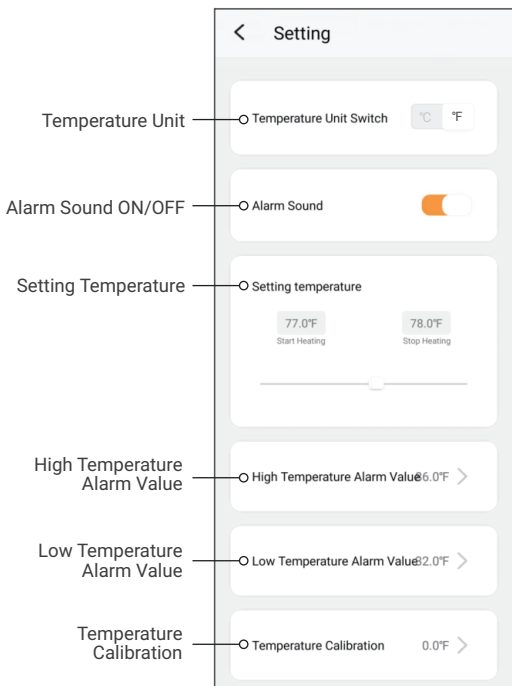 Setting
Temperature Unit
Temperature Unit Switch
°C
°F
Alarm Sound ON/OFF
Alarm Sound
Setting Temperature
Setting temperature
77.0°F
78.0°F
Start Heating
Stop Heating
High Temperature
Alarm Value
High Temperature Alarm Value
Low Temperature
Alarm Value
Low Temperature Alarm Value
Temperature
Calibration
Temperature Calibration
0.0°F